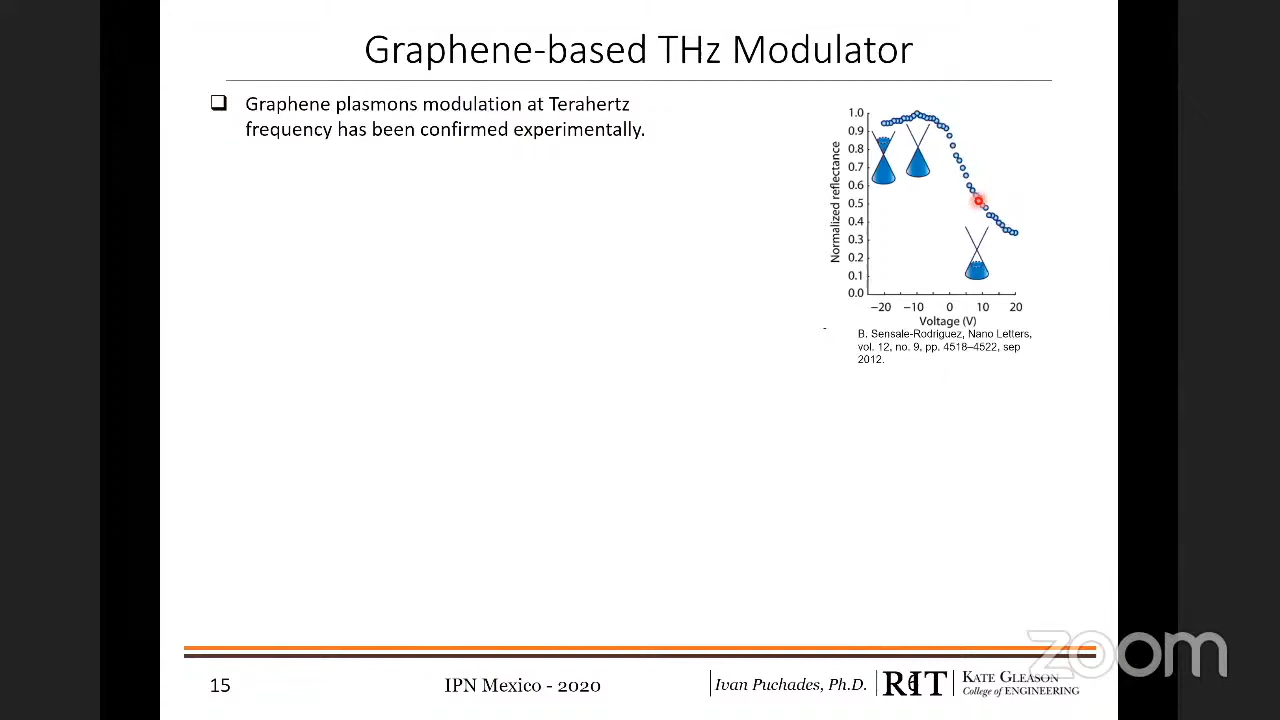 Graphene-based THz Modulator
❑ Graphene plasmons modulation at Terahertz
frequency has been confirmed experimentally.
Normalized reflectance
1.0
0.9
0.8
0.7
0.6
0.5
0.4
0.3
0.2
0.1
0.0
−20 −10 0 10 20
Voltage (V)
B. Sensale-Rodriguez, Nano Letters,
vol. 12, no. 9, pp. 4518–4522, sep
2012.
zoom
15 IPN Mexico - 2020 Ivan Puchades, Ph.D. RIT KATE GLEASON
College of ENGINEERING